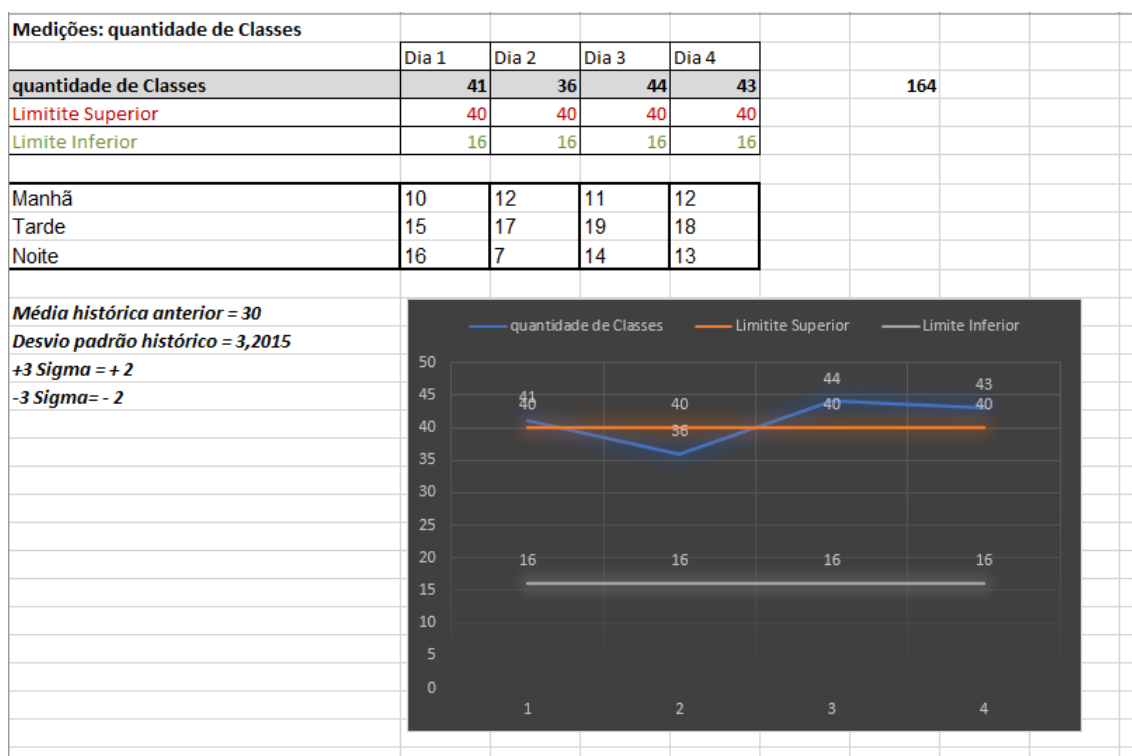 Medições: quantidade de Classes
Dia 1 Dia 2 Dia 3 Dia 4
quantidade de Classes 41 36 44 43 164
Limitite Superior 40 40 40 40
Limite Inferior 16 16 16 16
Manhã 10 12 11 12
Tarde 15 17 19 18
Noite 16 7 14 13
Média histórica anterior = 30
Desvio padrão histórico = 3,2015
+3 Sigma = + 2
-3 Sigma= - 2
quantidade de Classes Limitite Superior Limite Inferior
50
45
40
35
30
25
20
15
10
5
0
41 36 44 43
40 40 40 40
16 16 16 16
1 2 3 4